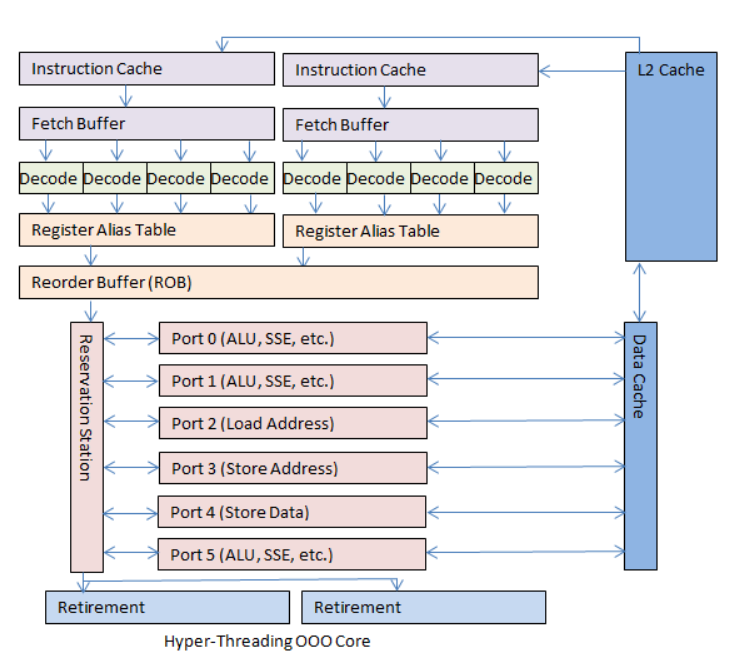 Instruction Cache
Instruction Cache
L2 Cache
Fetch Buffer
Fetch Buffer
Decode Decode Decode Decode
Decode Decode Decode Decode
Register Alias Table
Register Alias Table
Reorder Buffer (ROB)
Reservation Station
Port 0 (ALU, SSE, etc.)
Port 1 (ALU, SSE, etc.)
Port 2 (Load Address)
Port 3 (Store Address)
Port 4 (Store Data)
Port 5 (ALU, SSE, etc.)
Data Cache
Retirement
Retirement
Hyper-Threading OOO Core